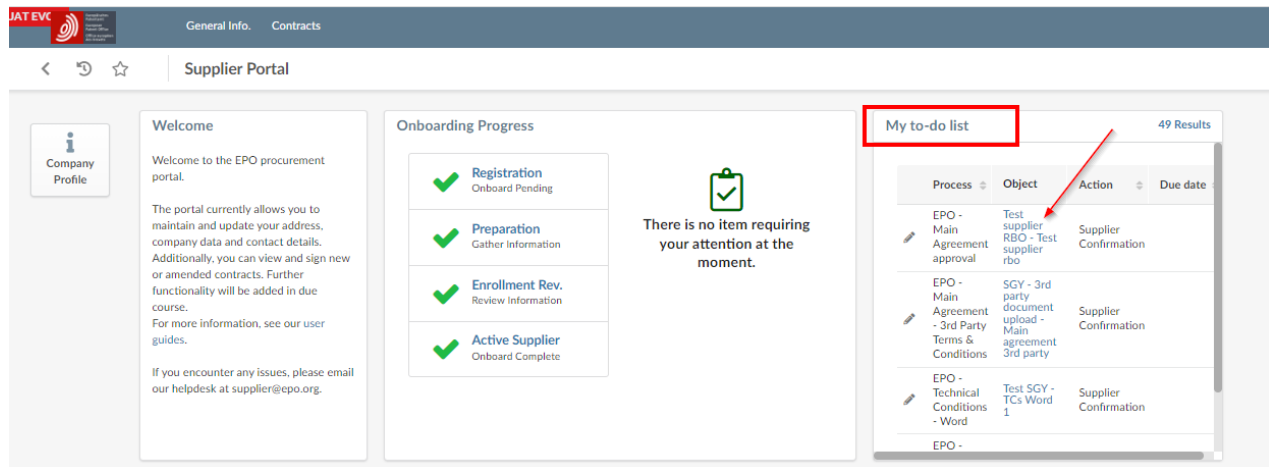 UAT EVO
General Info. Contracts
Supplier Portal
Company
Profile
Welcome
Welcome to the EPO procurement
portal.
The portal currently allows you to
maintain and update your address,
company data and contact details.
Additionally, you can view and sign new
or amended contracts. Further
functionality will be added in due
course.
For more information, see our user
guides.
If you encounter any issues, please email
our helpdesk at supplier@epo.org.
Onboarding Progress
Registration
Onboard Pending
Preparation
Gather Information
Enrollment Rev.
Review Information
Active Supplier
Onboard Complete
There is no item requiring
your attention at the
moment.
My to-do list 49 Results
Process Object Action Due date
EPO -
Main
Agreement
approval
Test
supplier
RBO - Test
supplier
rbo
Supplier
Confirmation
EPO -
Main
Agreement
- 3rd Party
Terms &
Conditions
SGY - 3rd
party
document
upload -
Main
agreement
3rd party
Supplier
Confirmation
EPO -
Technical
Conditions
- Word
Test SGY -
TCs Word
1
Supplier
Confirmation
EPO -